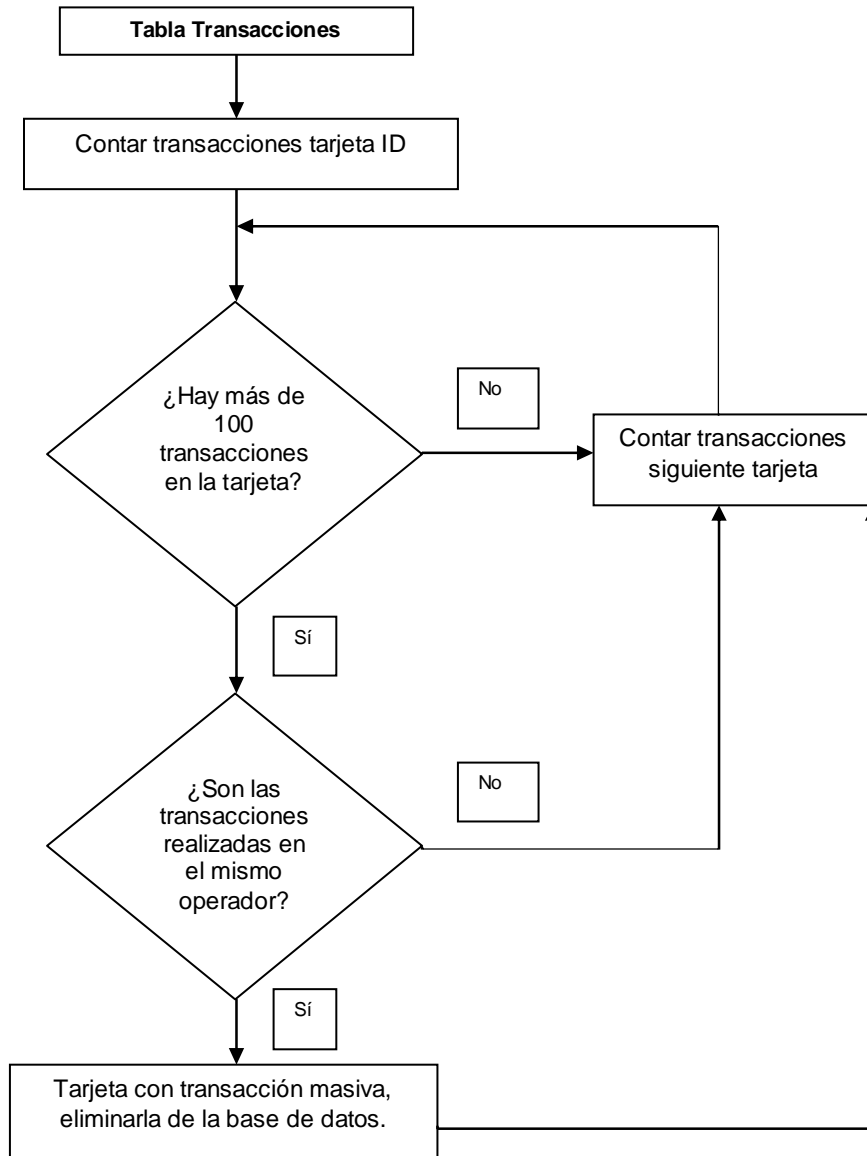 Tabla Transacciones
Contar transacciones tarjeta ID
¿Hay más de
100
transacciones
en la tarjeta?
No
Contar transacciones
siguiente tarjeta
Sí
¿Son las
transacciones
realizadas en
el mismo
operador?
No
Sí
Tarjeta con transacción masiva,
eliminarla de la base de datos.